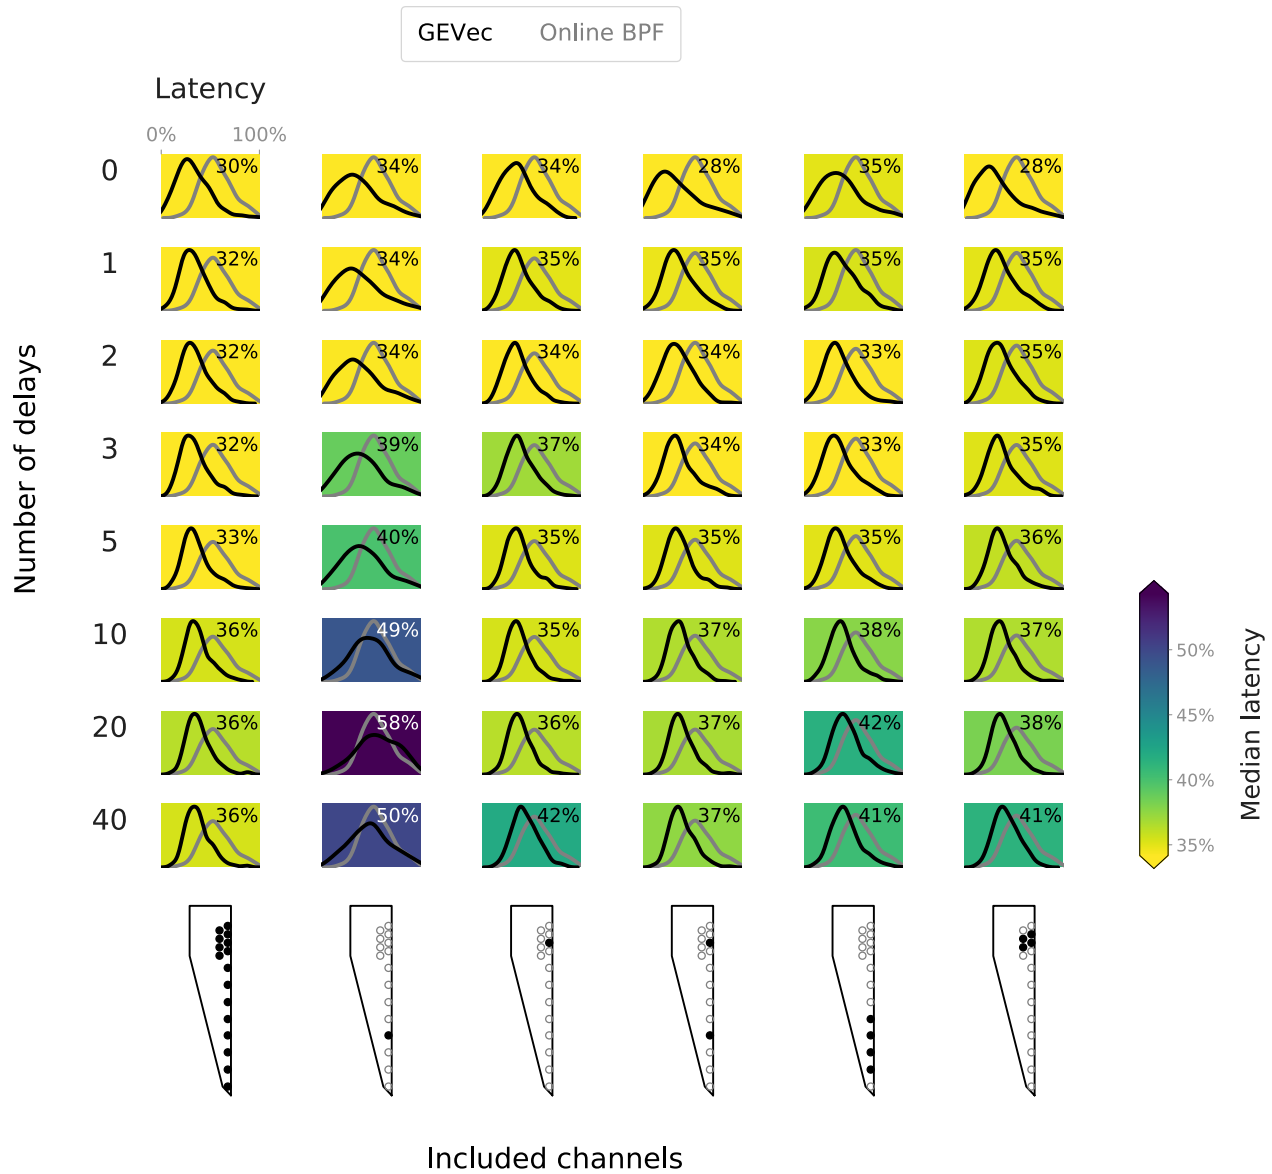 GEVec Online BPF
Latency
0% 100%
0 30% 34% 34% 28% 35% 28%
1 32% 34% 35% 35% 35% 35%
2 32% 34% 34% 34% 33% 35%
3 32% 39% 37% 34% 33% 35%
5 33% 40% 35% 35% 35% 36%
10 36% 49% 35% 37% 38% 37%
20 36% 58% 36% 37% 42% 38%
40 36% 50% 42% 37% 41% 41%
Number of delays
50%
45%
40%
35%
Median latency
Included channels